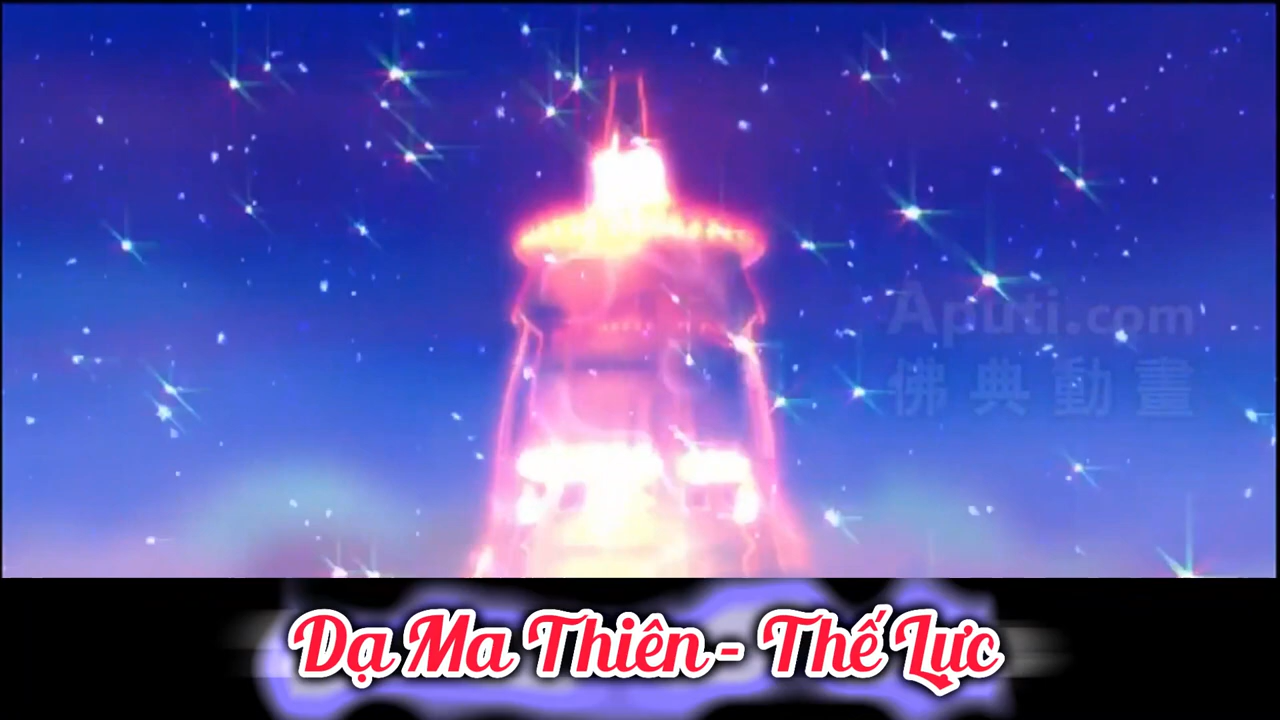 Aputi.com
佛典動畫
Dạ Ma Thiên - Thế Lực